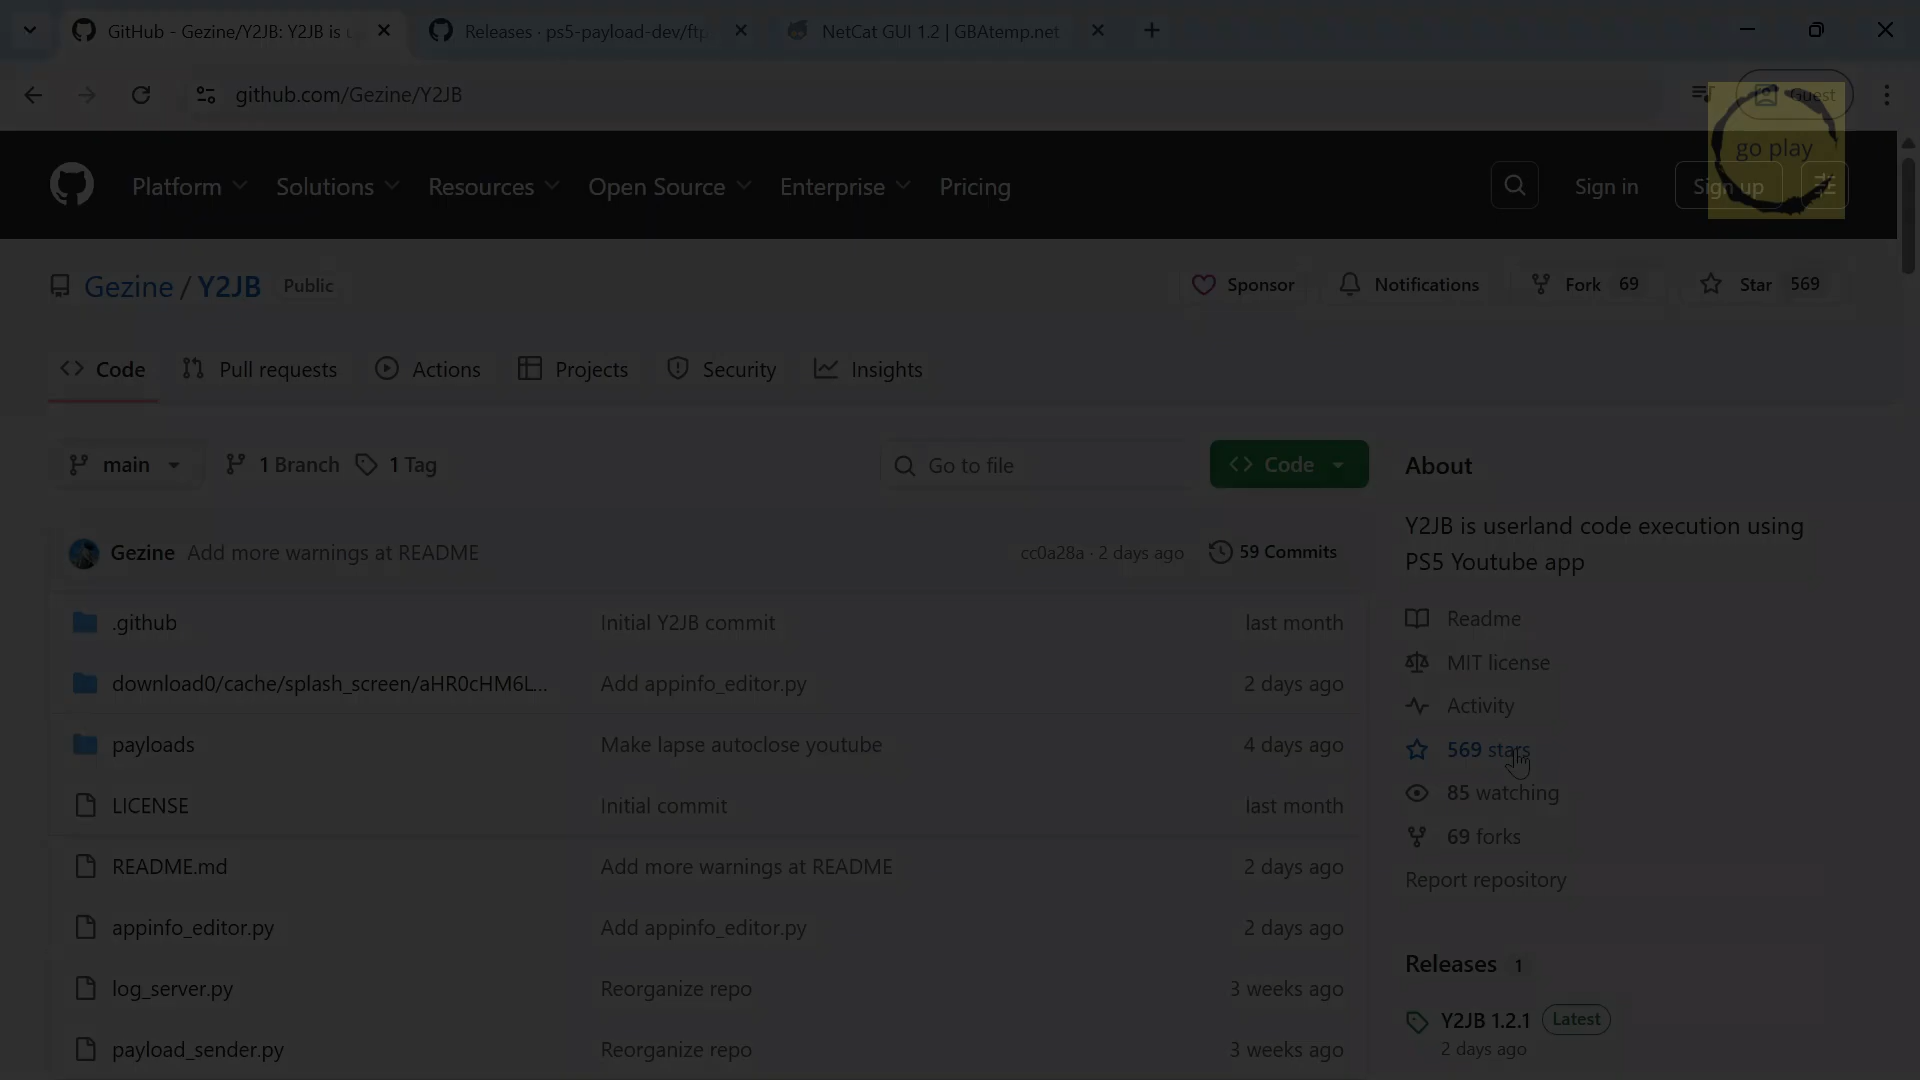 GitHub - Gezine/Y2JB: Y2JB is u
Releases · ps5-payload-dev/ftp
NetCat GUI 1.2 | GBAtemp.net
github.com/Gezine/Y2JB
Guest
go play
Platform
Solutions
Resources
Open Source
Enterprise
Pricing
Sign in
Sign up
Gezine / Y2JB Public
Sponsor
Notifications
Fork 69
Star 569
Code
Pull requests
Actions
Projects
Security
Insights
main
1 Branch
1 Tag
Go to file
Code
About
Y2JB is userland code execution using
PS5 Youtube app
Gezine Add more warnings at README cc0a28a · 2 days ago 59 Commits
.github Initial Y2JB commit last month
download0/cache/splash_screen/aHR0cHM6L... Add appinfo_editor.py 2 days ago
payloads Make lapse autoclose youtube 4 days ago
LICENSE Initial commit last month
README.md Add more warnings at README 2 days ago
appinfo_editor.py Add appinfo_editor.py 2 days ago
log_server.py Reorganize repo 3 weeks ago
payload_sender.py Reorganize repo 3 weeks ago
Readme
MIT license
Activity
569 stars
85 watching
69 forks
Report repository
Releases 1
Y2JB 1.2.1 Latest
2 days ago